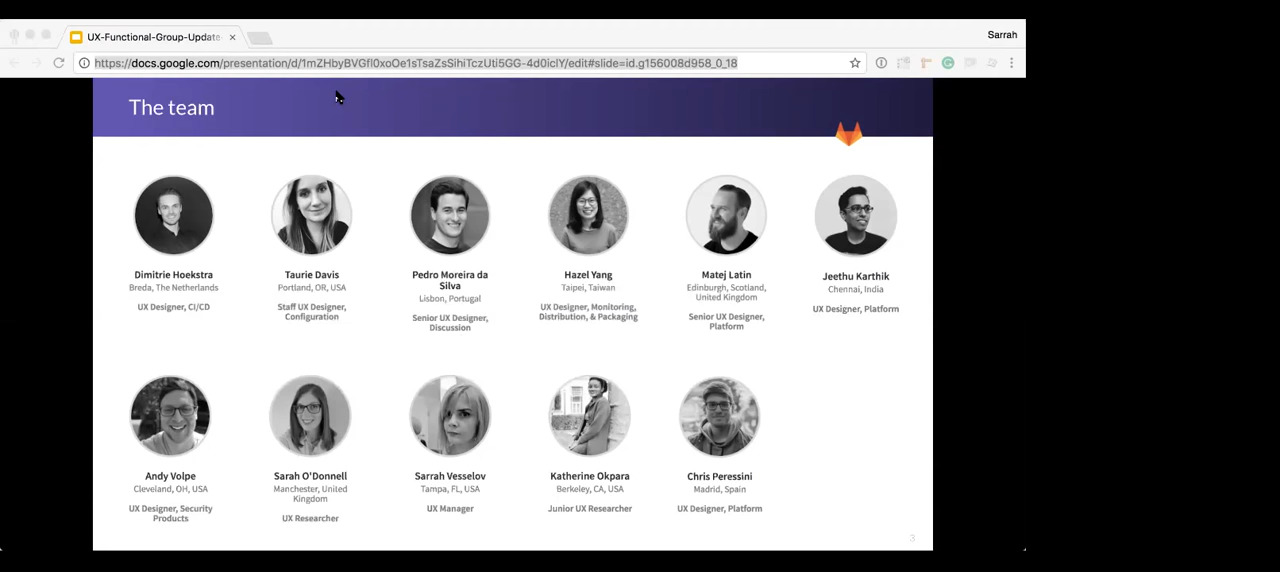 UX-Functional-Group-Update
Sarrah
https://docs.google.com/presentation/d/1mZHbyBVGfl0xoOe1sTsaZsSihiTczUti5GG-4d0iclY/edit#slide=id.g156008d958_0_18
The team
Dimitrie Hoekstra
Breda, The Netherlands
UX Designer, CI/CD
Taurie Davis
Portland, OR, USA
Staff UX Designer,
Configuration
Pedro Moreira da
Silva
Lisbon, Portugal
Senior UX Designer,
Discussion
Hazel Yang
Taipei, Taiwan
UX Designer, Monitoring,
Distribution, & Packaging
Matej Latin
Edinburgh, Scotland,
United Kingdom
Senior UX Designer,
Platform
Jeethu Karthik
Chennai, India
UX Designer, Platform
Andy Volpe
Cleveland, OH, USA
UX Designer, Security
Products
Sarah O'Donnell
Manchester, United
Kingdom
UX Researcher
Sarrah Vesselov
Tampa, FL, USA
UX Manager
Katherine Okpara
Berkeley, CA, USA
Junior UX Researcher
Chris Peressini
Madrid, Spain
UX Designer, Platform
3